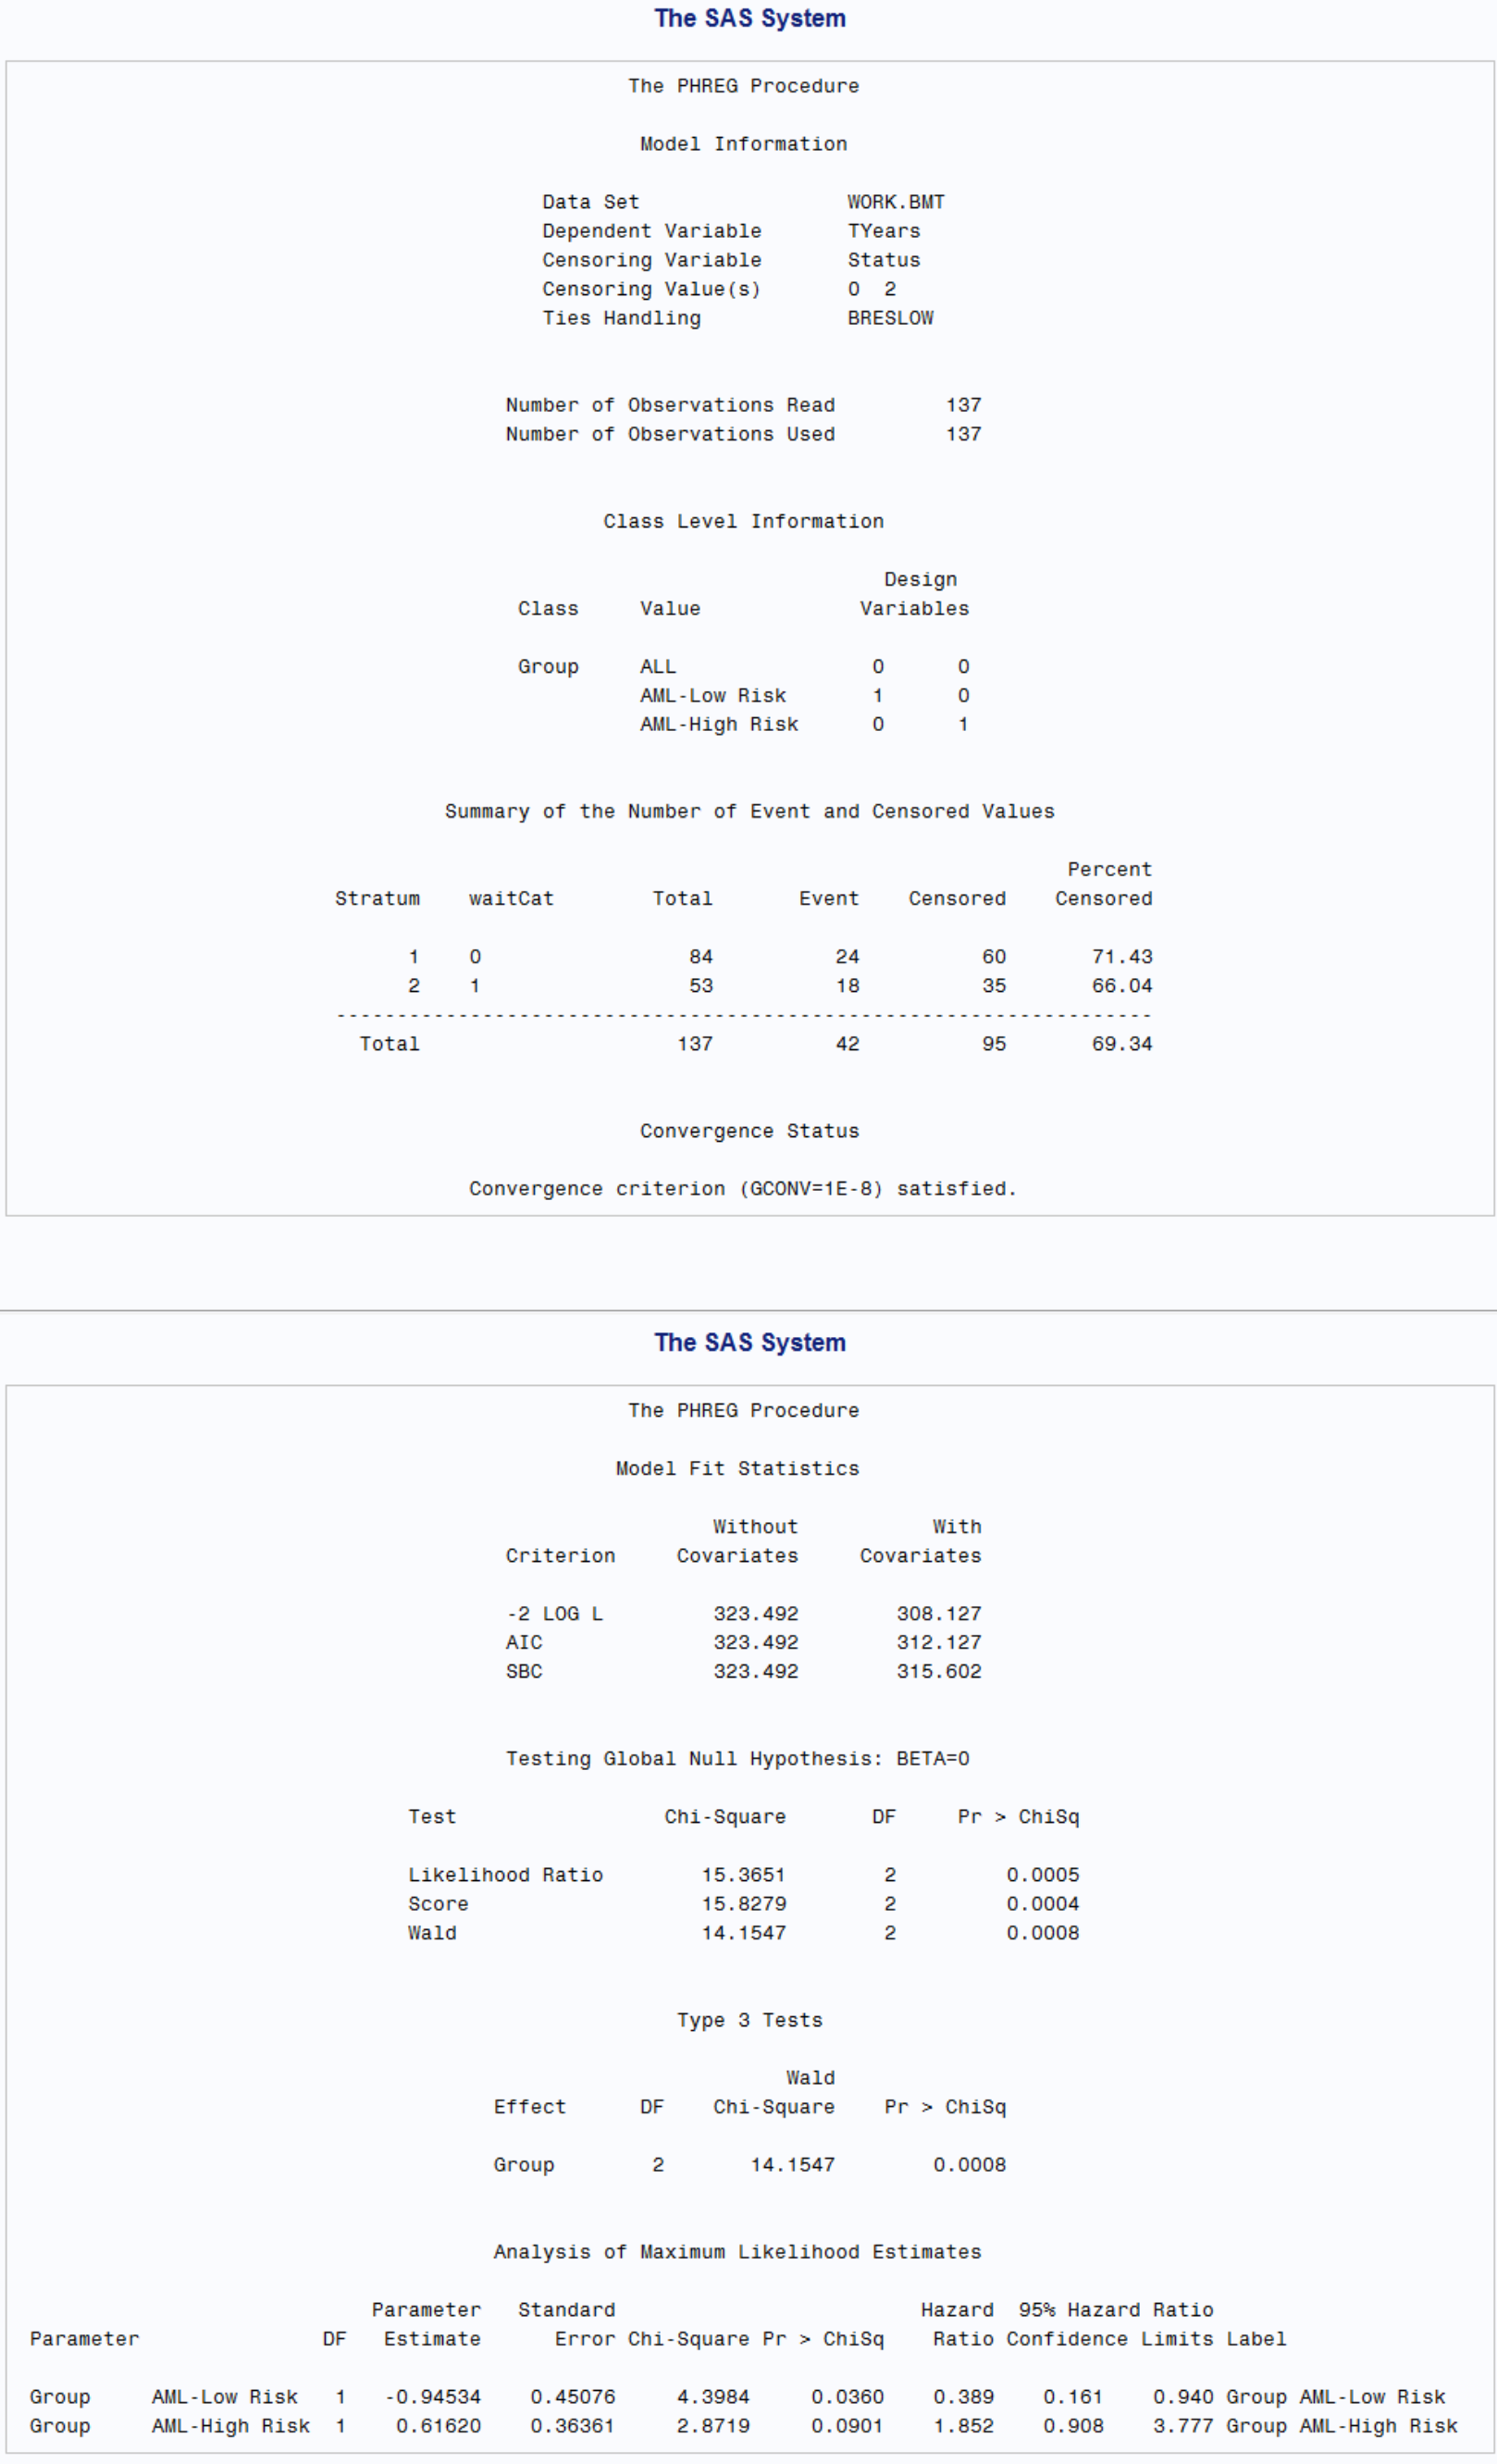 The SAS System
The PHREG Procedure
Model Information
Data Set WORK.BMT
Dependent Variable TYears
Censoring Variable Status
Censoring Value(s) 0 2
Ties Handling BRESLOW
Number of Observations Read 137
Number of Observations Used 137
Class Level Information
Design
Class Value Variables
Group ALL 0 0
AML-Low Risk 1 0
AML-High Risk 0 1
Summary of the Number of Event and Censored Values
Percent
Stratum waitCat Total Event Censored Censored
1 0 84 24 60 71.43
2 1 53 18 35 66.04
-------------------------------------------------------------------
Total 137 42 95 69.34
Convergence Status
Convergence criterion (GCONV=1E-8) satisfied.
The SAS System
The PHREG Procedure
Model Fit Statistics
Without With
Criterion Covariates Covariates
-2 LOG L 323.492 308.127
AIC 323.492 312.127
SBC 323.492 315.602
Testing Global Null Hypothesis: BETA=0
Test Chi-Square DF Pr > ChiSq
Likelihood Ratio 15.3651 2 0.0005
Score 15.8279 2 0.0004
Wald 14.1547 2 0.0008
Type 3 Tests
Wald
Effect DF Chi-Square Pr > ChiSq
Group 2 14.1547 0.0008
Analysis of Maximum Likelihood Estimates
Parameter Standard Hazard 95% Hazard Ratio
Parameter DF Estimate Error Chi-Square Pr > ChiSq Ratio Confidence Limits Label
Group AML-Low Risk 1 -0.94534 0.45076 4.3984 0.0360 0.389 0.161 0.940 Group AML-Low Risk
Group AML-High Risk 1 0.61620 0.36361 2.8719 0.0901 1.852 0.908 3.777 Group AML-High Risk